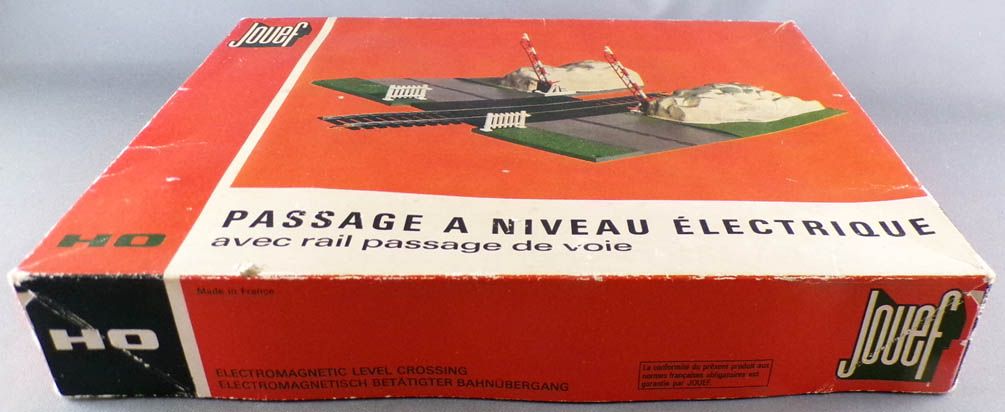 Jouef
PASSAGE A NIVEAU ÉLECTRIQUE
avec rail passage de voie
HO
Made in France
HO
ELECTROMAGNETIC LEVEL CROSSING
ELECTROMAGNETISCH BETÄTIGTER BAHNÜBERGANG
La conformité du présent produit aux
normes françaises obligatoires est
garantie par JOUEF.
Jouef